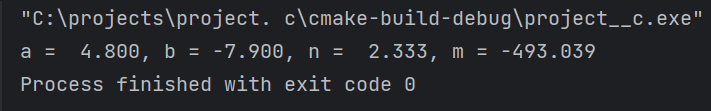 "C:\projects\project. c\cmake-build-debug\project__c.exe"
a =  4.800, b = -7.900, n =  2.333, m = -493.039
Process finished with exit code 0